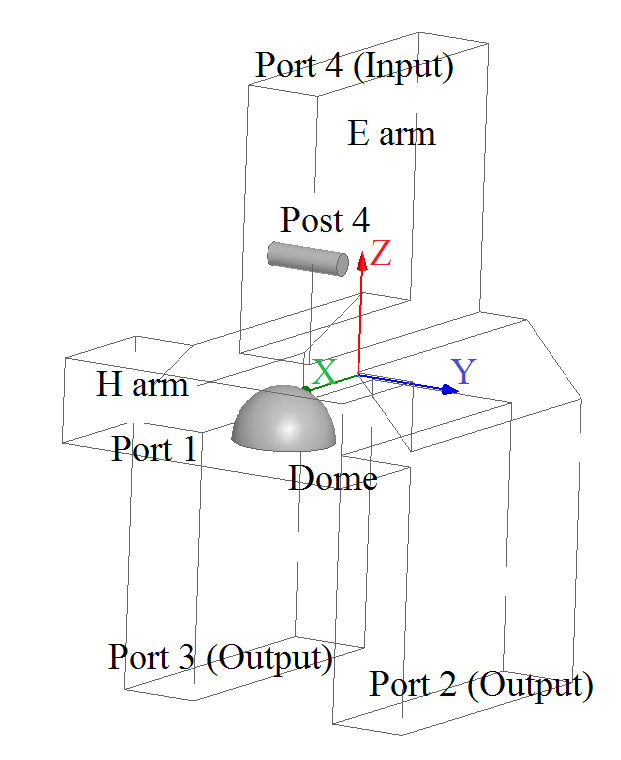 Port 4 (Input)
E arm
Post 4
Z
X
Y
H arm
Port 1
Dome
Port 3 (Output)
Port 2 (Output)